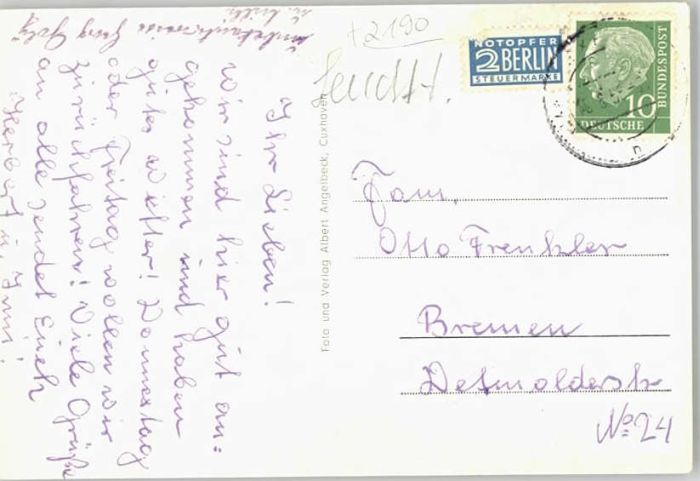 Ihr Lieben!
Wir sind hier gut an=
gekommen und haben
gutes Wetter! Donnerstag
oder Freitag wollen wir
zurückfahren! Viele Grüße
an alle sendet Euch
Herbert u.
Georg
+2190
NOTOPFER
2 BERLIN
STEUERMARKE
10
DEUTSCHE
BUNDESPOST
Foto und Verlag Albert Angelbeck, Cuxhaven
Fam.
Otto Frenkler
Bremen
Detmolderstr
No 24